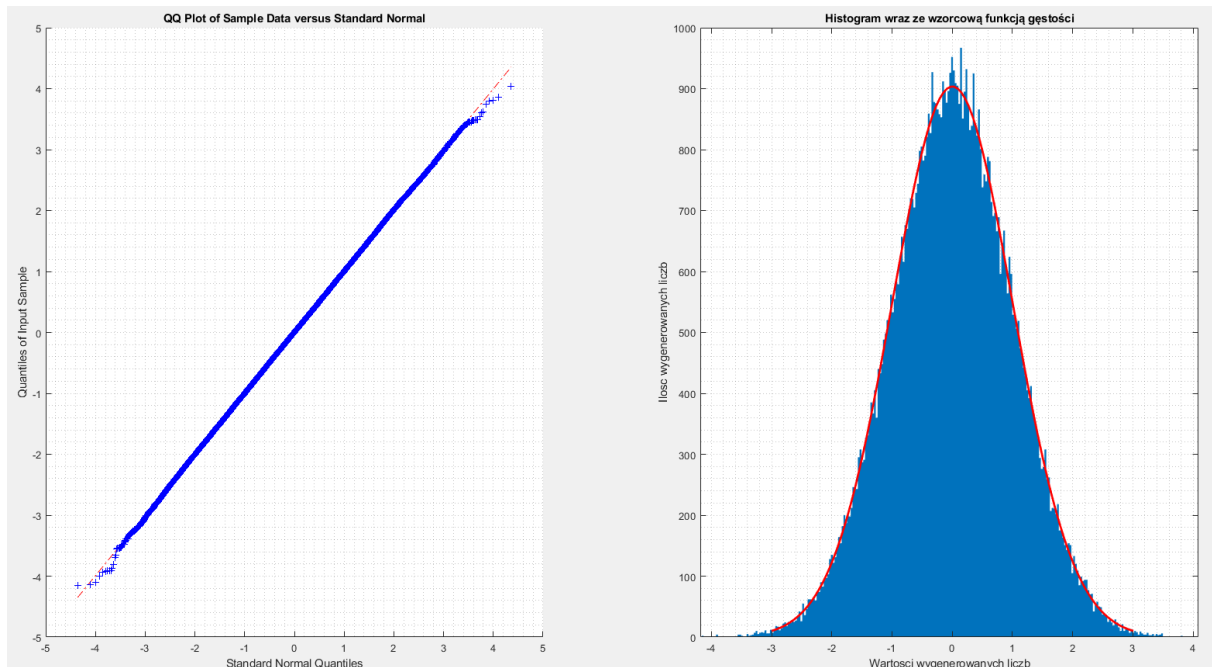 QQ Plot of Sample Data versus Standard Normal
5
4
3
2
1
0
-1
-2
-3
-4
-5
Quantiles of Input Sample
-5 -4 -3 -2 -1 0 1 2 3 4 5
Standard Normal Quantiles
Histogram wraz ze wzorcową funkcją gęstości
1000
900
800
700
600
500
400
300
200
100
0
Ilosc wygenerowanych liczb
-4 -3 -2 -1 0 1 2 3 4
Wartosci wygenerowanych liczb